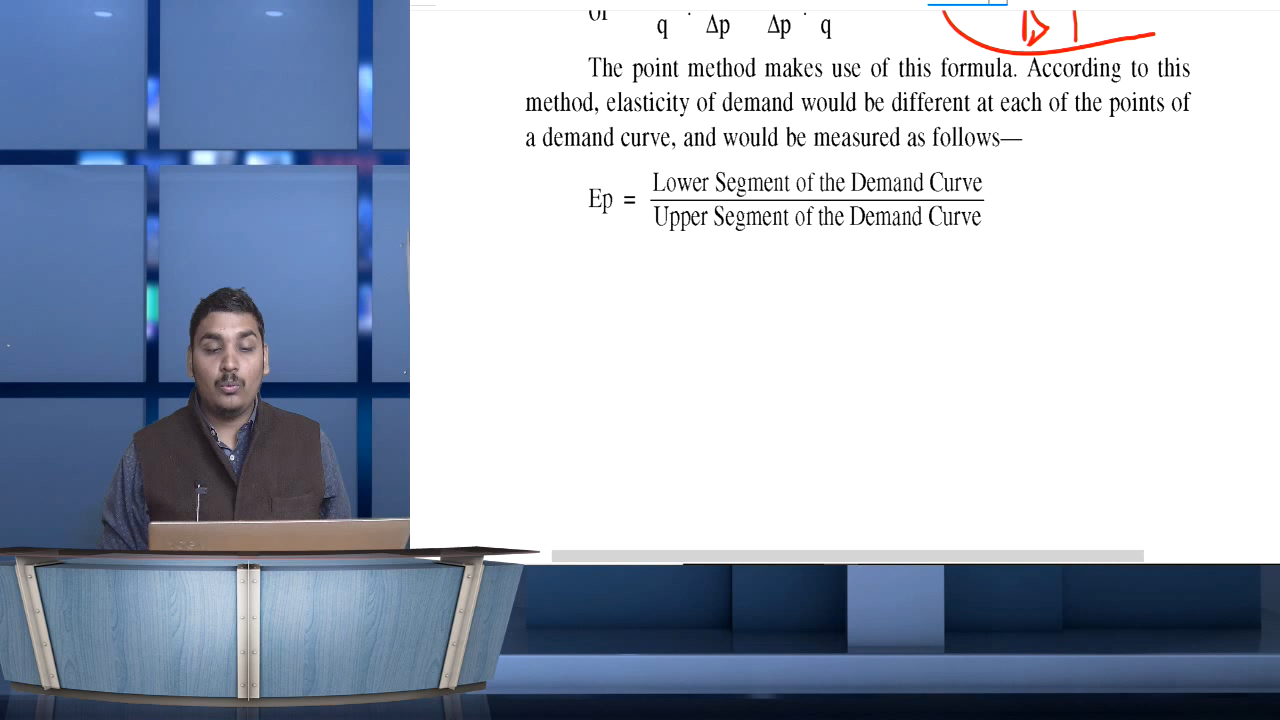 or q · Δp Δp · q
The point method makes use of this formula. According to this
method, elasticity of demand would be different at each of the points of
a demand curve, and would be measured as follows—
Ep = Lower Segment of the Demand Curve
Upper Segment of the Demand Curve